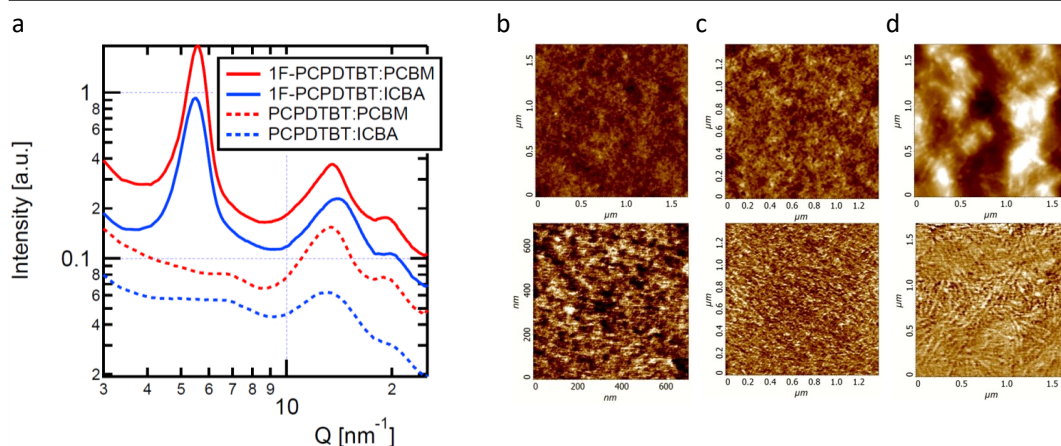 a
b
c
d
Intensity [a.u.]
1
8
6
4
2
0.1
8
6
4
2
1F-PCPDTBT:PCBM
1F-PCPDTBT:ICBA
PCPDTBT:PCBM
PCPDTBT:ICBA
3 4 5 6 7 8 9 10 2
Q [nm⁻¹]
µm
1.5
1.0
0.5
0
0 0.5 1.0 1.5
µm
µm
1.2
1.0
0.8
0.6
0.4
0.2
0
0 0.2 0.4 0.6 0.8 1.0 1.2
µm
µm
1.5
1.0
0.5
0
0 0.5 1.0 1.5
µm
nm
600
400
200
0
0 200 400 600
nm
µm
1.2
1.0
0.8
0.6
0.4
0.2
0
0 0.2 0.4 0.6 0.8 1.0 1.2
µm
µm
1.5
1.0
0.5
0
0 0.5 1.0 1.5
µm